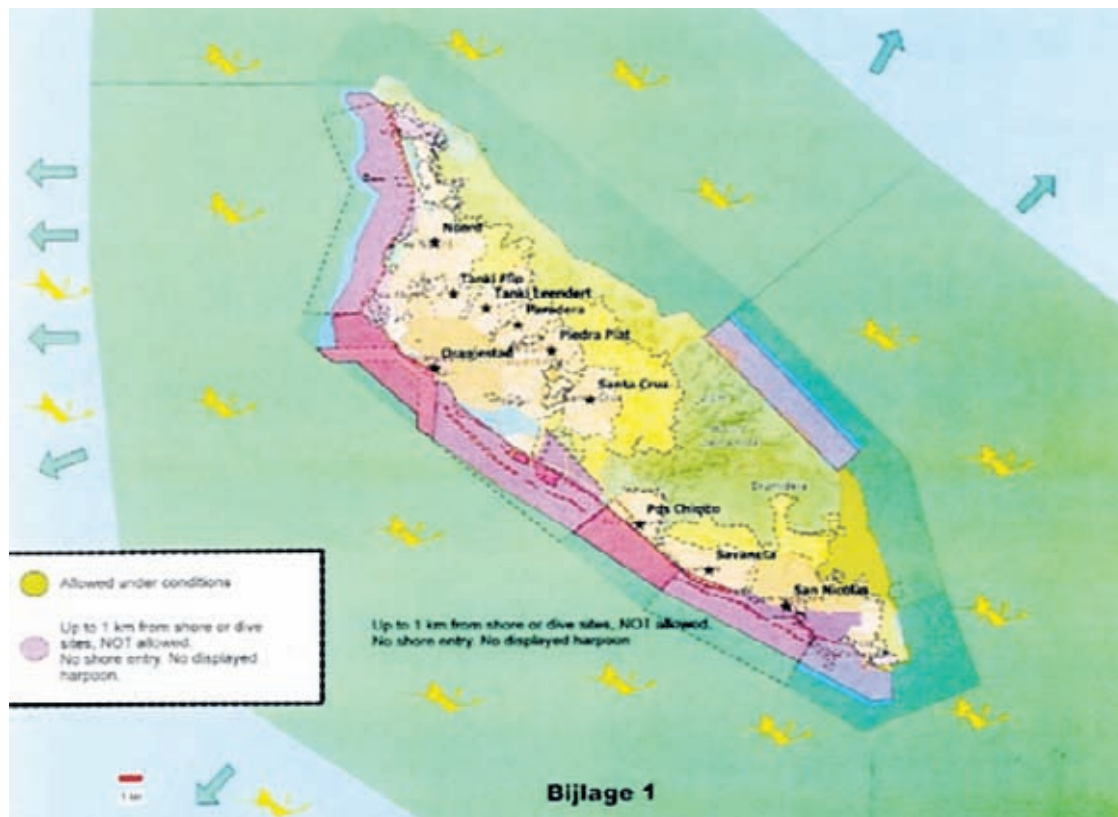 Noord
Tanki Flip
Tanki Leendert
Paradera
Piedra Plat
Oranjestad
Santa Cruz
Pos Chiqito
Savaneta
San Nicolas
Allowed under conditions
Up to 1 km from shore or dive
sites, NOT allowed.
No shore entry. No displayed
harpoon.
Up to 1 km from shore or dive sites, NOT allowed.
No shore entry. No displayed harpoon
1 km
Bijlage 1